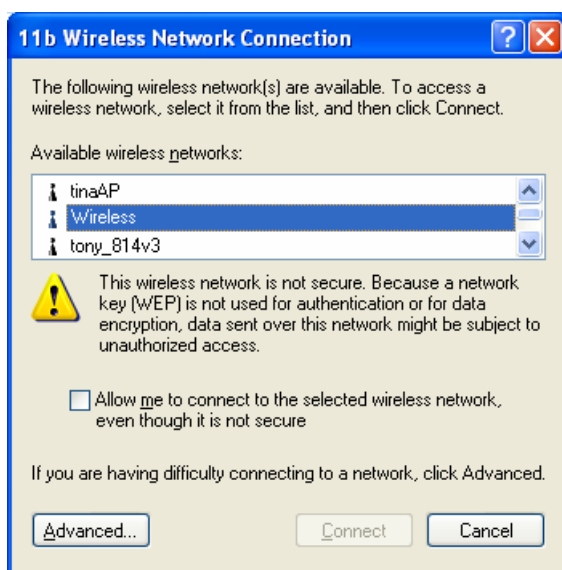 11b Wireless Network Connection
The following wireless network(s) are available. To access a
wireless network, select it from the list, and then click Connect.
Available wireless networks:
tinaAP
Wireless
tony_814v3
This wireless network is not secure. Because a network
key (WEP) is not used for authentication or for data
encryption, data sent over this network might be subject to
unauthorized access.
Allow me to connect to the selected wireless network,
even though it is not secure
If you are having difficulty connecting to a network, click Advanced.
Advanced... Connect Cancel